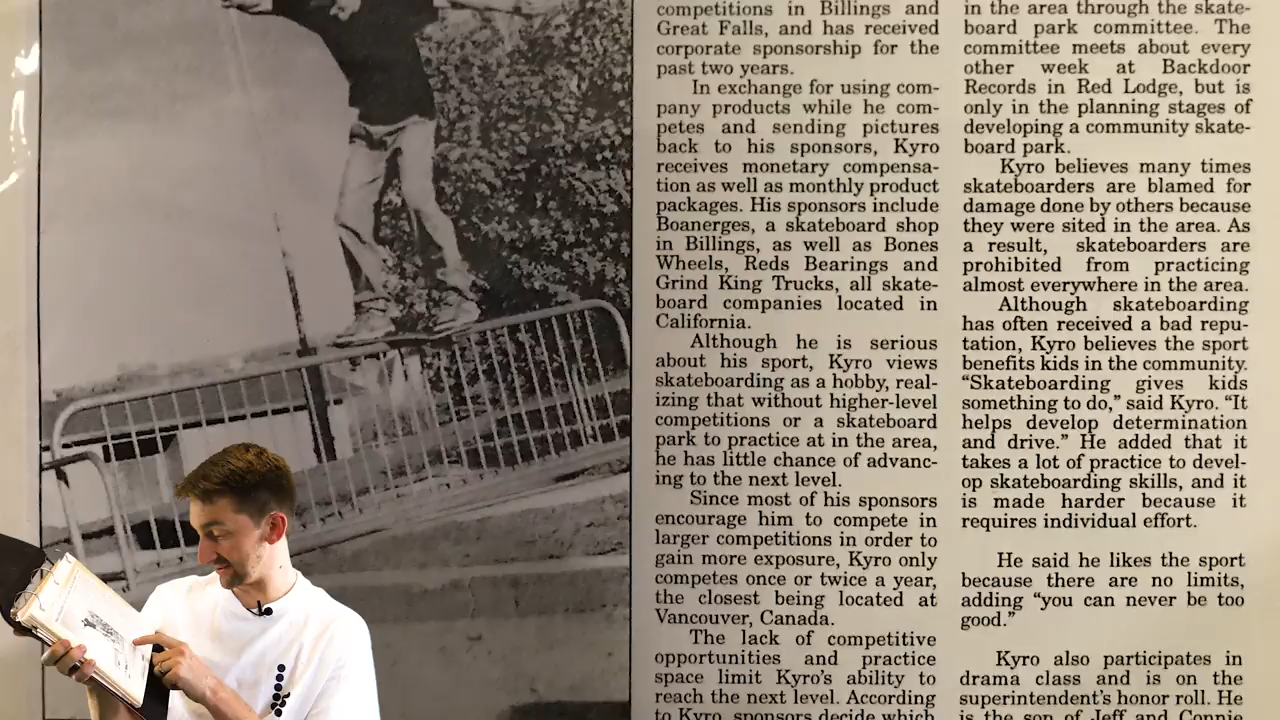 competitions in Billings and
Great Falls, and has received
corporate sponsorship for the
past two years.
In exchange for using com-
pany products while he com-
petes and sending pictures
back to his sponsors, Kyro
receives monetary compensa-
tion as well as monthly product
packages. His sponsors include
Boanerges, a skateboard shop
in Billings, as well as Bones
Wheels, Reds Bearings and
Grind King Trucks, all skate-
board companies located in
California.
Although he is serious
about his sport, Kyro views
skateboarding as a hobby, real-
izing that without higher-level
competitions or a skateboard
park to practice at in the area,
he has little chance of advanc-
ing to the next level.
Since most of his sponsors
encourage him to compete in
larger competitions in order to
gain more exposure, Kyro only
competes once or twice a year,
the closest being located at
Vancouver, Canada.
The lack of competitive
opportunities and practice
space limit Kyro's ability to
reach the next level. According
to Kyro, sponsors decide which
in the area through the skate-
board park committee. The
committee meets about every
other week at Backdoor
Records in Red Lodge, but is
only in the planning stages of
developing a community skate-
board park.
Kyro believes many times
skateboarders are blamed for
damage done by others because
they were sited in the area. As
a result, skateboarders are
prohibited from practicing
almost everywhere in the area.
Although skateboarding
has often received a bad repu-
tation, Kyro believes the sport
benefits kids in the community.
“Skateboarding gives kids
something to do,” said Kyro. “It
helps develop determination
and drive.” He added that it
takes a lot of practice to devel-
op skateboarding skills, and it
is made harder because it
requires individual effort.
He said he likes the sport
because there are no limits,
adding “you can never be too
good.”
Kyro also participates in
drama class and is on the
superintendent's honor roll. He
is the son of Jeff and Connie